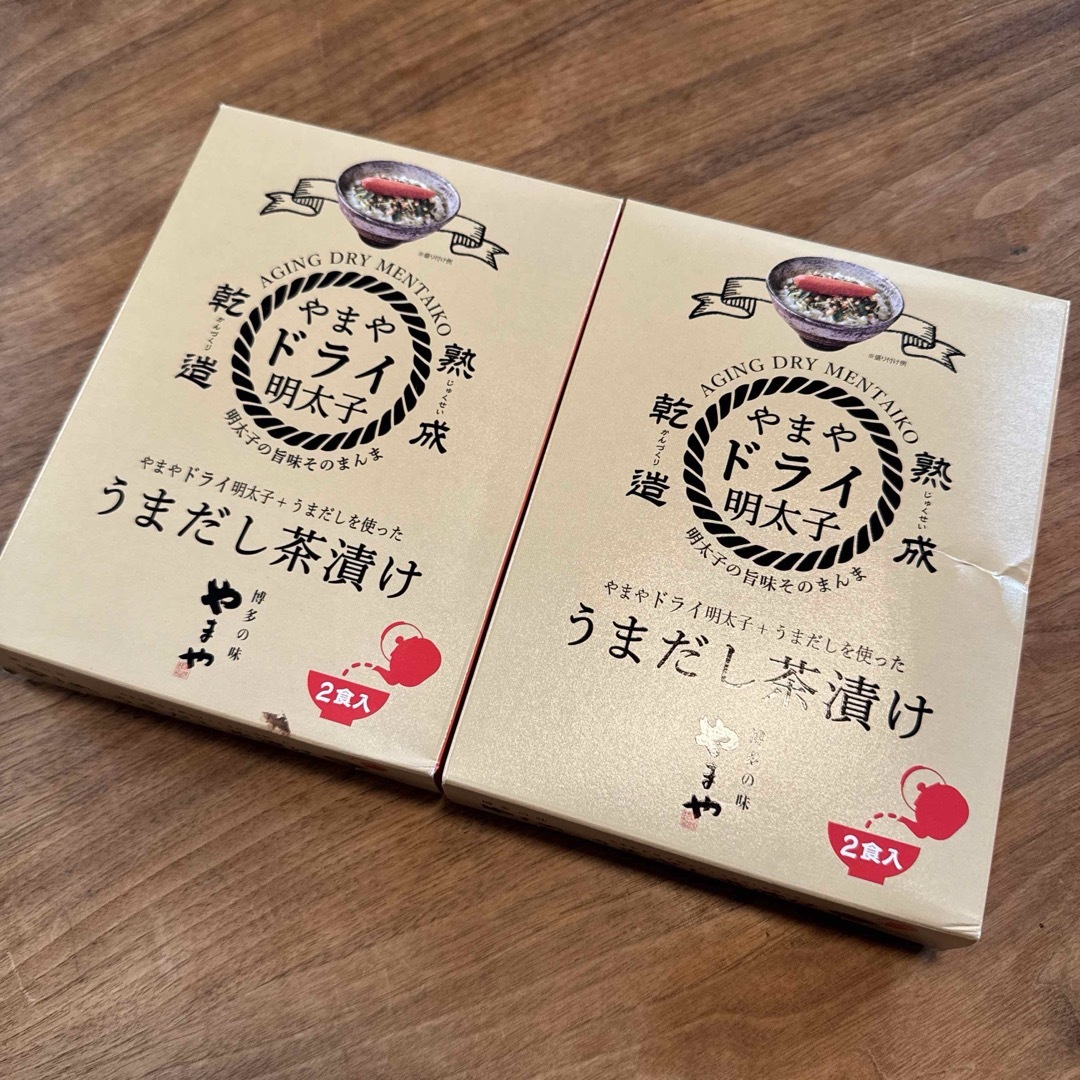 ※盛り付け例
AGING DRY MENTAIKO
乾造
かんづくり
やまや
ドライ
明太子
熟成
じゅくせい
明太子の旨味そのまんま
やまやドライ明太子+うまだしを使った
うまだし茶漬け
博多の味
やまや
2食入
※盛り付け例
AGING DRY MENTAIKO
乾造
かんづくり
やまや
ドライ
明太子
熟成
じゅくせい
明太子の旨味そのまんま
やまやドライ明太子+うまだしを使った
うまだし茶漬け
博多の味
やまや
2食入